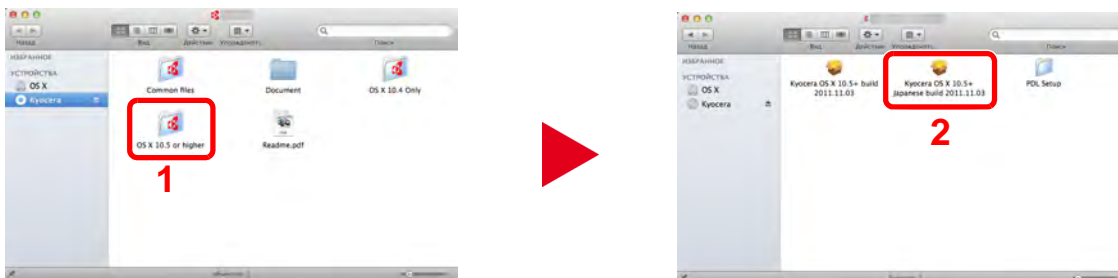 Назад
Вид
Действие
Упорядочить
Поиск
ИЗБРАННОЕ
УСТРОЙСТВА
OS X
Kyocera
Common files
Document
OS X 10.4 Only
OS X 10.5 or higher
Readme.pdf
1
Назад
Вид
Действие
Упорядочить
Поиск
ИЗБРАННОЕ
УСТРОЙСТВА
OS X
Kyocera
Kyocera OS X 10.5+ build
2011.11.03
Kyocera OS X 10.5+
Japanese build 2011.11.03
PDL Setup
2